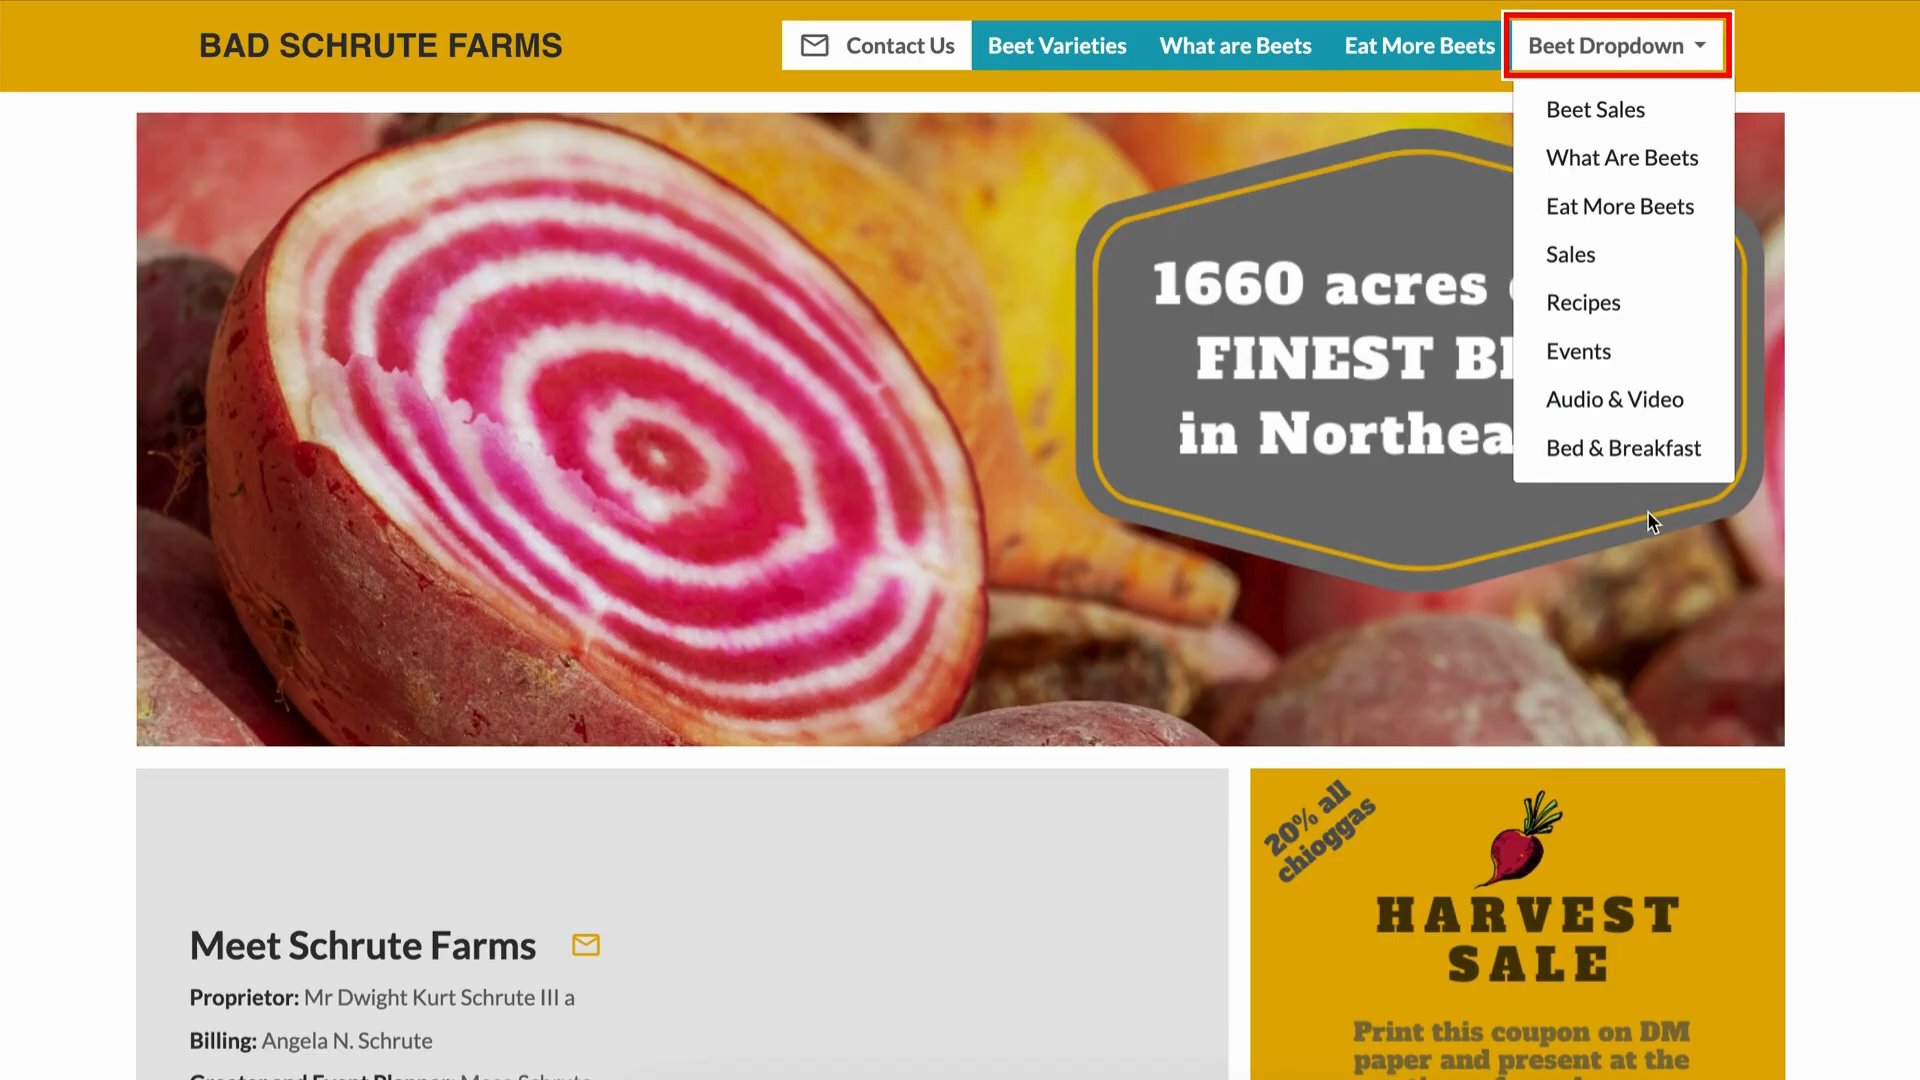 BAD SCHRUTE FARMS
Contact Us
Beet Varieties
What are Beets
Eat More Beets
Beet Dropdown
Beet Sales
What Are Beets
Eat More Beets
Sales
Recipes
Events
Audio & Video
Bed & Breakfast
1660 acres
FINEST
in Northea
20% all
chioggas
HARVEST
SALE
Print this coupon on DM
paper and present at the
Meet Schrute Farms
Proprietor: Mr Dwight Kurt Schrute III a
Billing: Angela N. Schrute